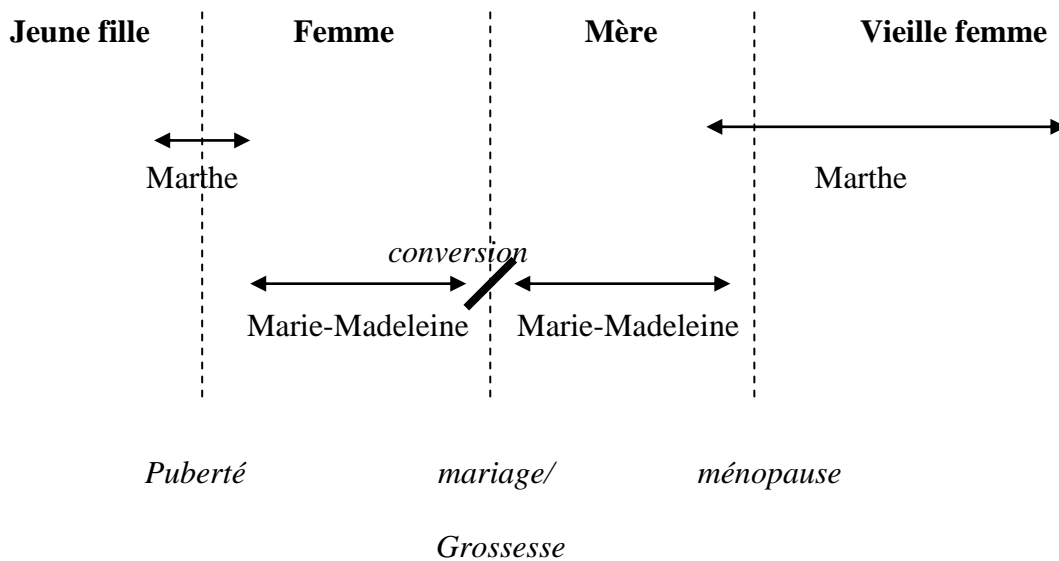 Jeune fille Femme Mère Vieille femme
Marthe Marthe
conversion
Marie-Madeleine Marie-Madeleine
Puberté mariage/ ménopause
Grossesse